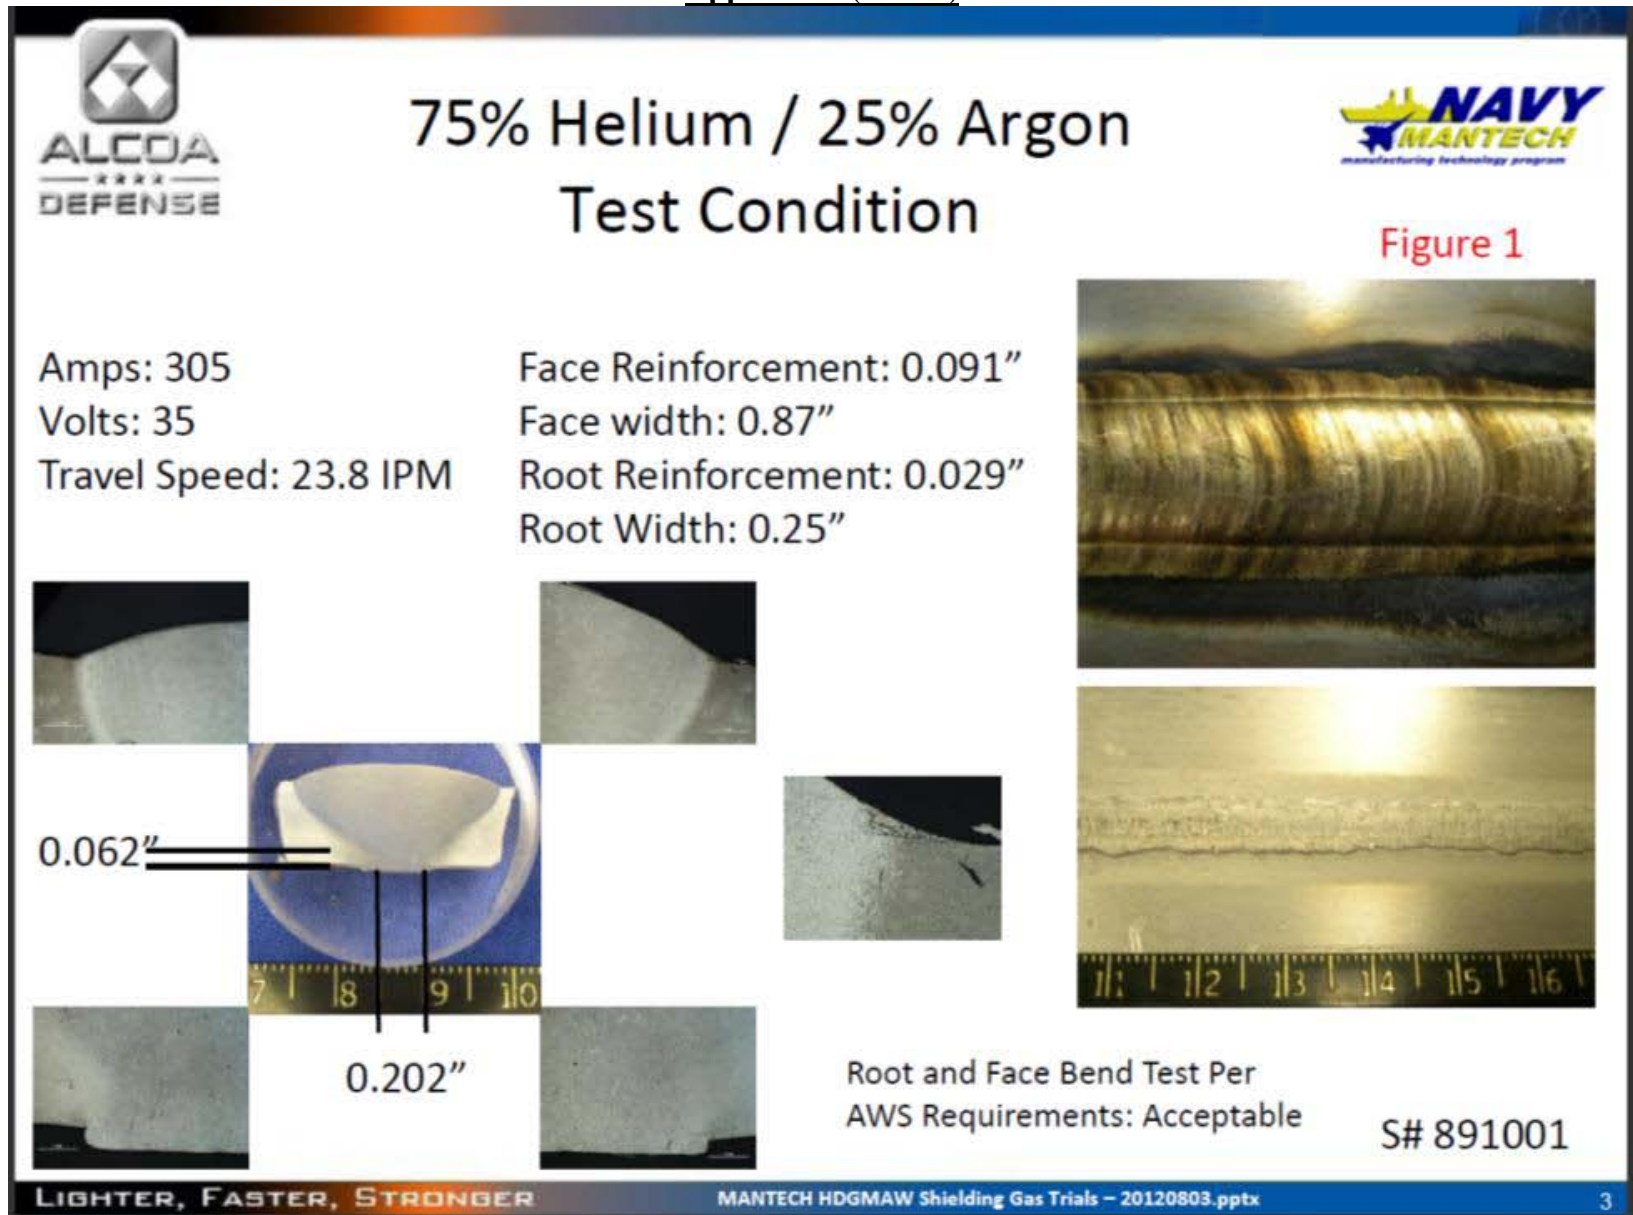 ALCOA
DEFENSE
75% Helium / 25% Argon
Test Condition
NAVY
MANTECH
manufacturing technology program
Figure 1
Amps: 305
Volts: 35
Travel Speed: 23.8 IPM
Face Reinforcement: 0.091”
Face width: 0.87”
Root Reinforcement: 0.029”
Root Width: 0.25”
0.062”
7 8 9 10
0.202”
11 12 13 14 15 16
Root and Face Bend Test Per
AWS Requirements: Acceptable
S# 891001
LIGHTER, FASTER, STRONGER
MANTECH HDGMAW Shielding Gas Trials – 20120803.pptx
3